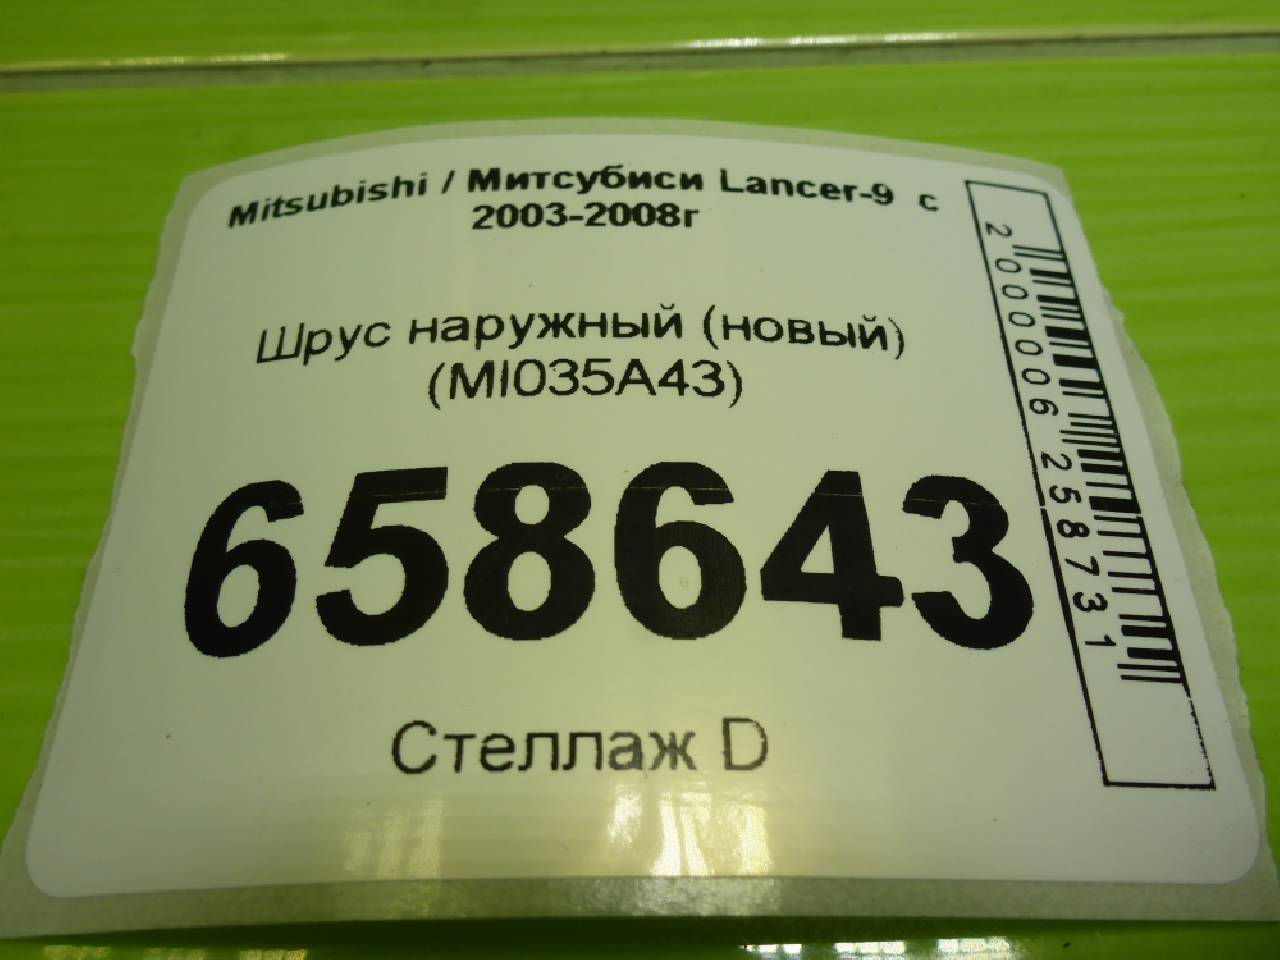 Mitsubishi / Митсубиси Lancer-9 с
2003-2008г
Шрус наружный (новый)
(MI035A43)
658643
Стеллаж D
2000006258731